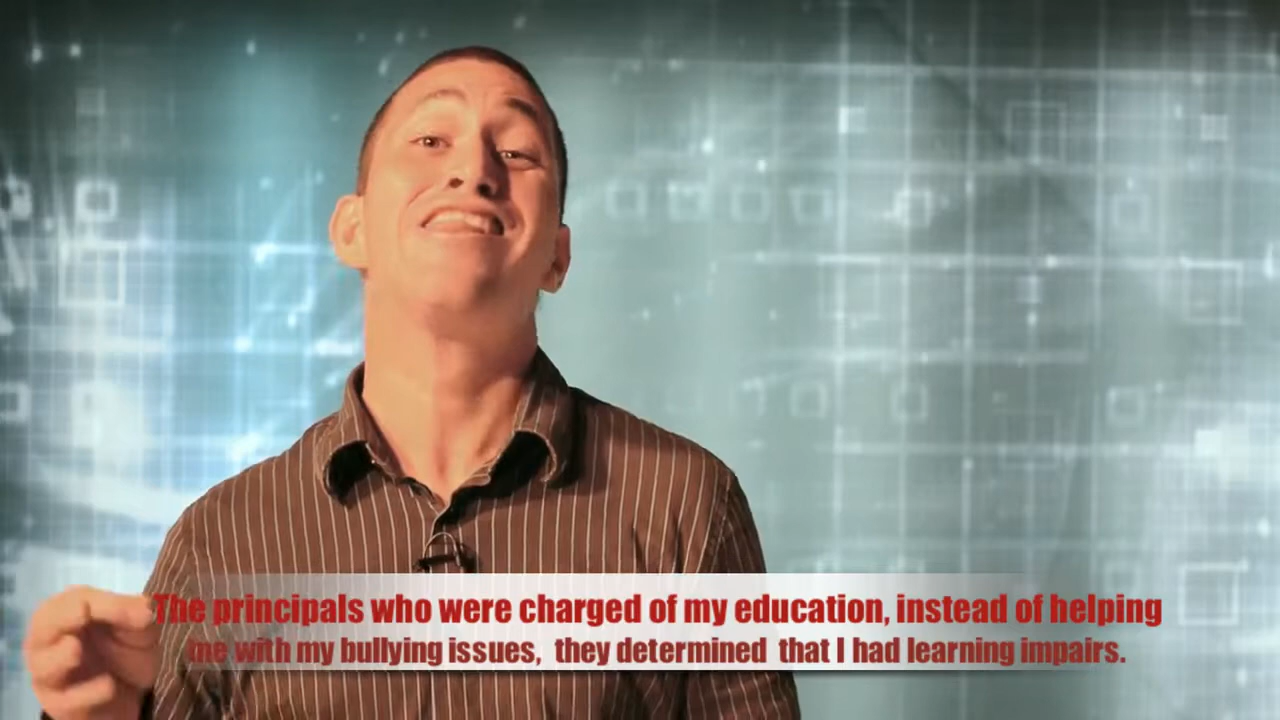 The principals who were charged of my education, instead of helping
me with my bullying issues, they determined that I had learning impairs.